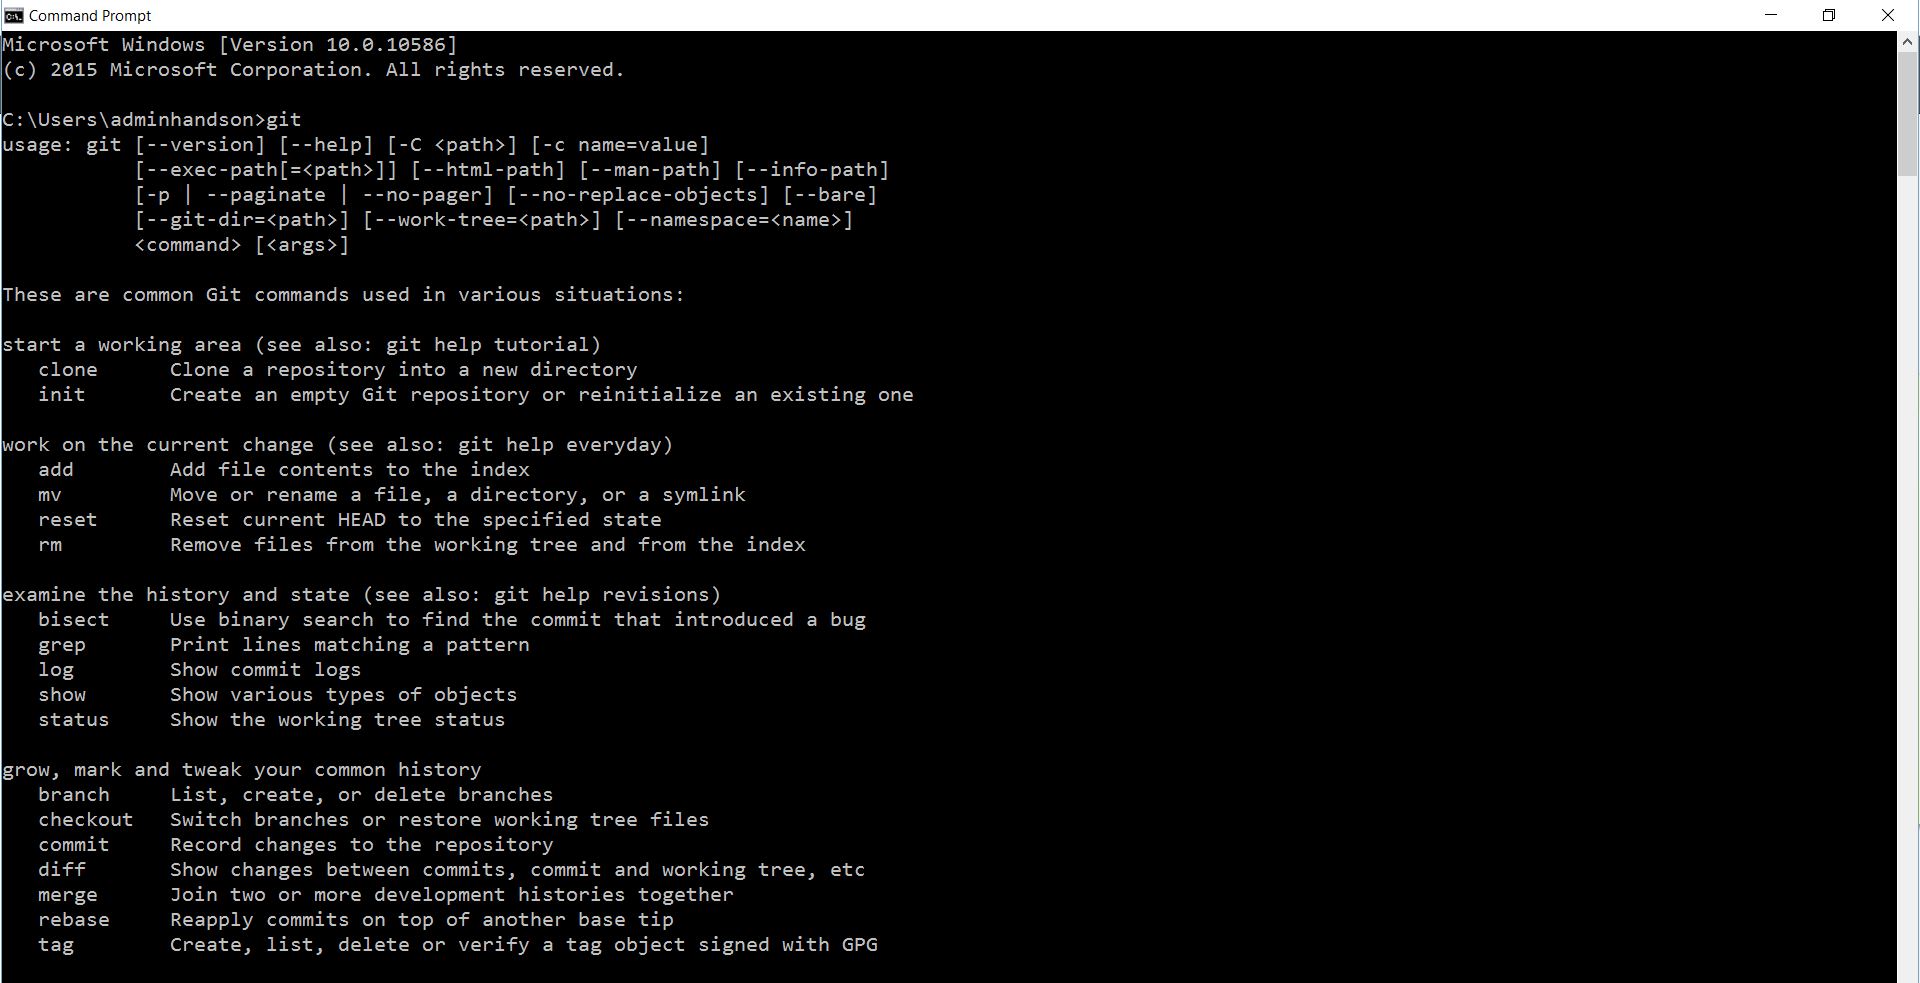 Command Prompt
Microsoft Windows [Version 10.0.10586]
(c) 2015 Microsoft Corporation. All rights reserved.
C:\Users\adminhandson>git
usage: git [--version] [--help] [-C <path>] [-c name=value]
           [--exec-path[=<path>]] [--html-path] [--man-path] [--info-path]
           [-p | --paginate | --no-pager] [--no-replace-objects] [--bare]
           [--git-dir=<path>] [--work-tree=<path>] [--namespace=<name>]
           <command> [<args>]
These are common Git commands used in various situations:
start a working area (see also: git help tutorial)
   clone      Clone a repository into a new directory
   init       Create an empty Git repository or reinitialize an existing one
work on the current change (see also: git help everyday)
   add        Add file contents to the index
   mv         Move or rename a file, a directory, or a symlink
   reset      Reset current HEAD to the specified state
   rm         Remove files from the working tree and from the index
examine the history and state (see also: git help revisions)
   bisect     Use binary search to find the commit that introduced a bug
   grep       Print lines matching a pattern
   log        Show commit logs
   show       Show various types of objects
   status     Show the working tree status
grow, mark and tweak your common history
   branch     List, create, or delete branches
   checkout   Switch branches or restore working tree files
   commit     Record changes to the repository
   diff       Show changes between commits, commit and working tree, etc
   merge      Join two or more development histories together
   rebase     Reapply commits on top of another base tip
   tag        Create, list, delete or verify a tag object signed with GPG